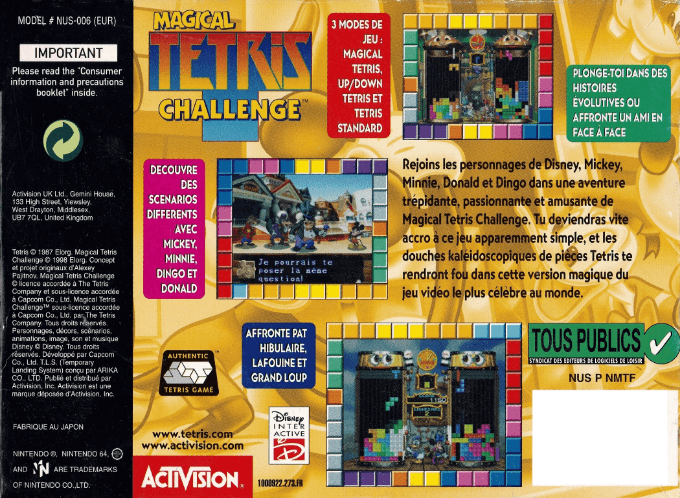 MODEL # NUS-006 (EUR)
IMPORTANT
Please read the "Consumer
information and precautions
booklet" inside.
Activision UK Ltd., Gemini House,
133 High Street, Yiewsley,
West Drayton, Middlesex,
UB7 7QL, United Kingdom
Tetris © 1987 Elorg. Magical Tetris
Challenge © 1998 Elorg. Concept
et projet originaux d'Alexey
Pajitnov. Magical Tetris Challenge
© licence accordée à The Tetris
Company et sous-licence accordée
à Capcom Co., Ltd. Magical Tetris
Challenge™ sous-licence accordée
à Capcom Co., Ltd. par The Tetris
Company. Tous droits réservés.
Personnages, décors, scénarios,
animations, image, son et musique
Disney © Disney. Tous droits
réservés. Développé par Capcom
Co., Ltd. T.L.S. (Temporary
Landing System) conçu par ARIKA
CO., LTD. Publié et distribué par
Activision, Inc. Activision est une
marque déposée d'Activision, Inc.
FABRIQUE AU JAPON
NINTENDO ®, NINTENDO 64,
AND N ARE TRADEMARKS
OF NINTENDO CO.,LTD.
MAGICAL
TETRIS
CHALLENGE™
3 MODES DE
JEU :
MAGICAL
TETRIS,
UP/DOWN
TETRIS ET
TETRIS
STANDARD
PLONGE-TOI DANS DES
HISTOIRES
ÉVOLUTIVES OU
AFFRONTE UN AMI EN
FACE À FACE
DECOUVRE
DES
SCENARIOS
DIFFERENTS
AVEC
MICKEY,
MINNIE,
DINGO ET
DONALD
Je pourrais te
poser la même
question!
Rejoins les personnages de Disney, Mickey,
Minnie, Donald et Dingo dans une aventure
trépidante, passionnante et amusante de
Magical Tetris Challenge. Tu deviendras vite
accro à ce jeu apparemment simple, et les
douches kaléidoscopiques de pièces Tetris te
rendront fou dans cette version magique du
jeu vidéo le plus célèbre au monde.
AFFRONTE PAT
HIBULAIRE,
LAFOUINE ET
GRAND LOUP
AUTHENTIC
TETRIS GAME
www.tetris.com
www.activision.com
Disney
INTER
ACTIVE
ACTIVISION.
1000922.273.FR
TOUS PUBLICS
SYNDICAT DES EDITEURS DE LOGICIELS DE LOISIR
NUS P NMTF